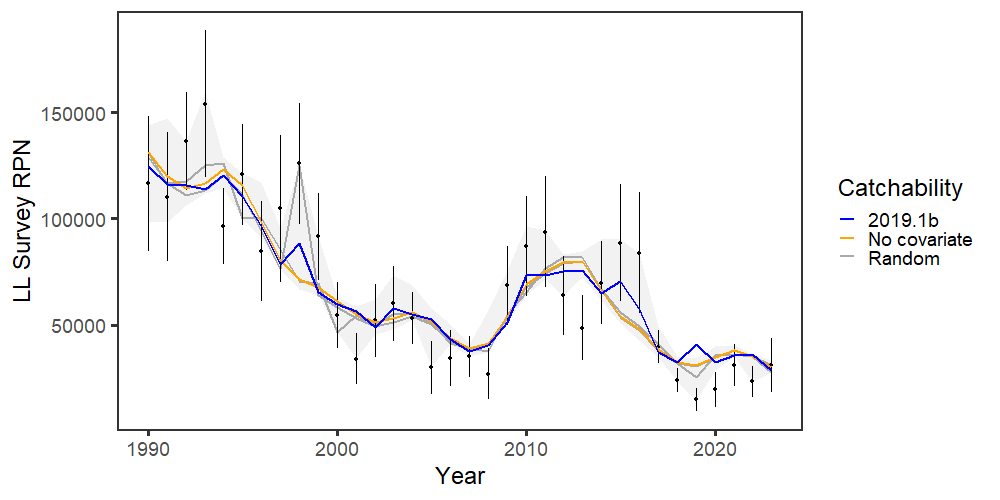 LL Survey RPN
150000
100000
50000
1990
2000
2010
2020
Year
Catchability
2019.1b
No covariate
Random